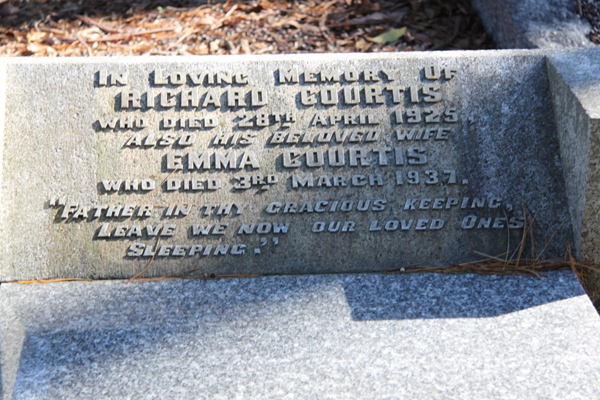 In Loving Memory Of
RICHARD COURTIS
WHO DIED 28TH APRIL 1925,
ALSO HIS BELOVED WIFE
EMMA COURTIS
WHO DIED 3RD MARCH 1937.
"FATHER IN THY GRACIOUS KEEPING,
LEAVE WE NOW OUR LOVED ONES
SLEEPING."